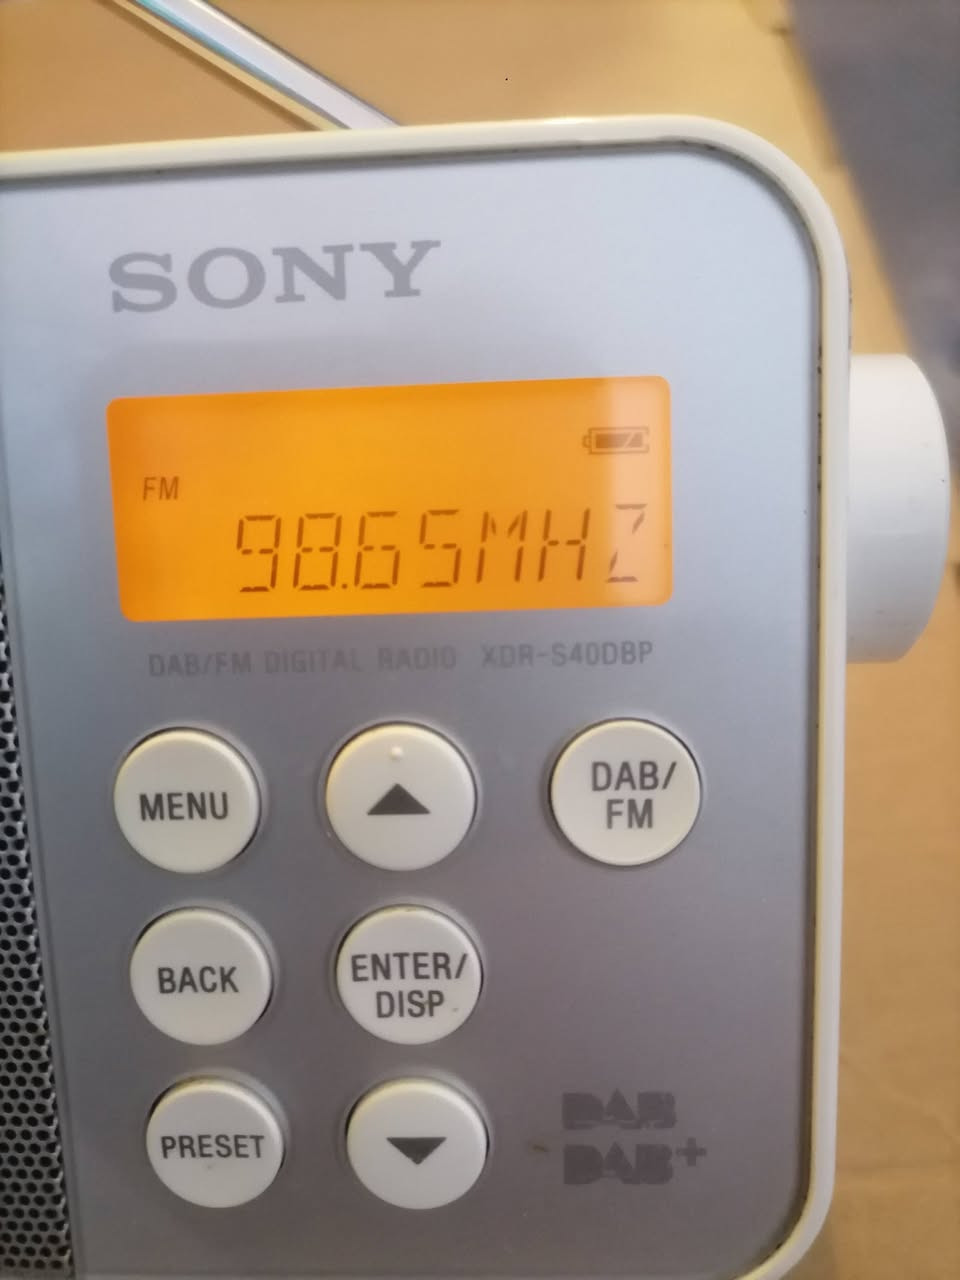 SONY
FM
98.65MHZ
DAB/FM DIGITAL RADIO XDR-S40DBP
MENU
DAB/
FM
BACK
ENTER/
DISP
PRESET
DAB
DAB+